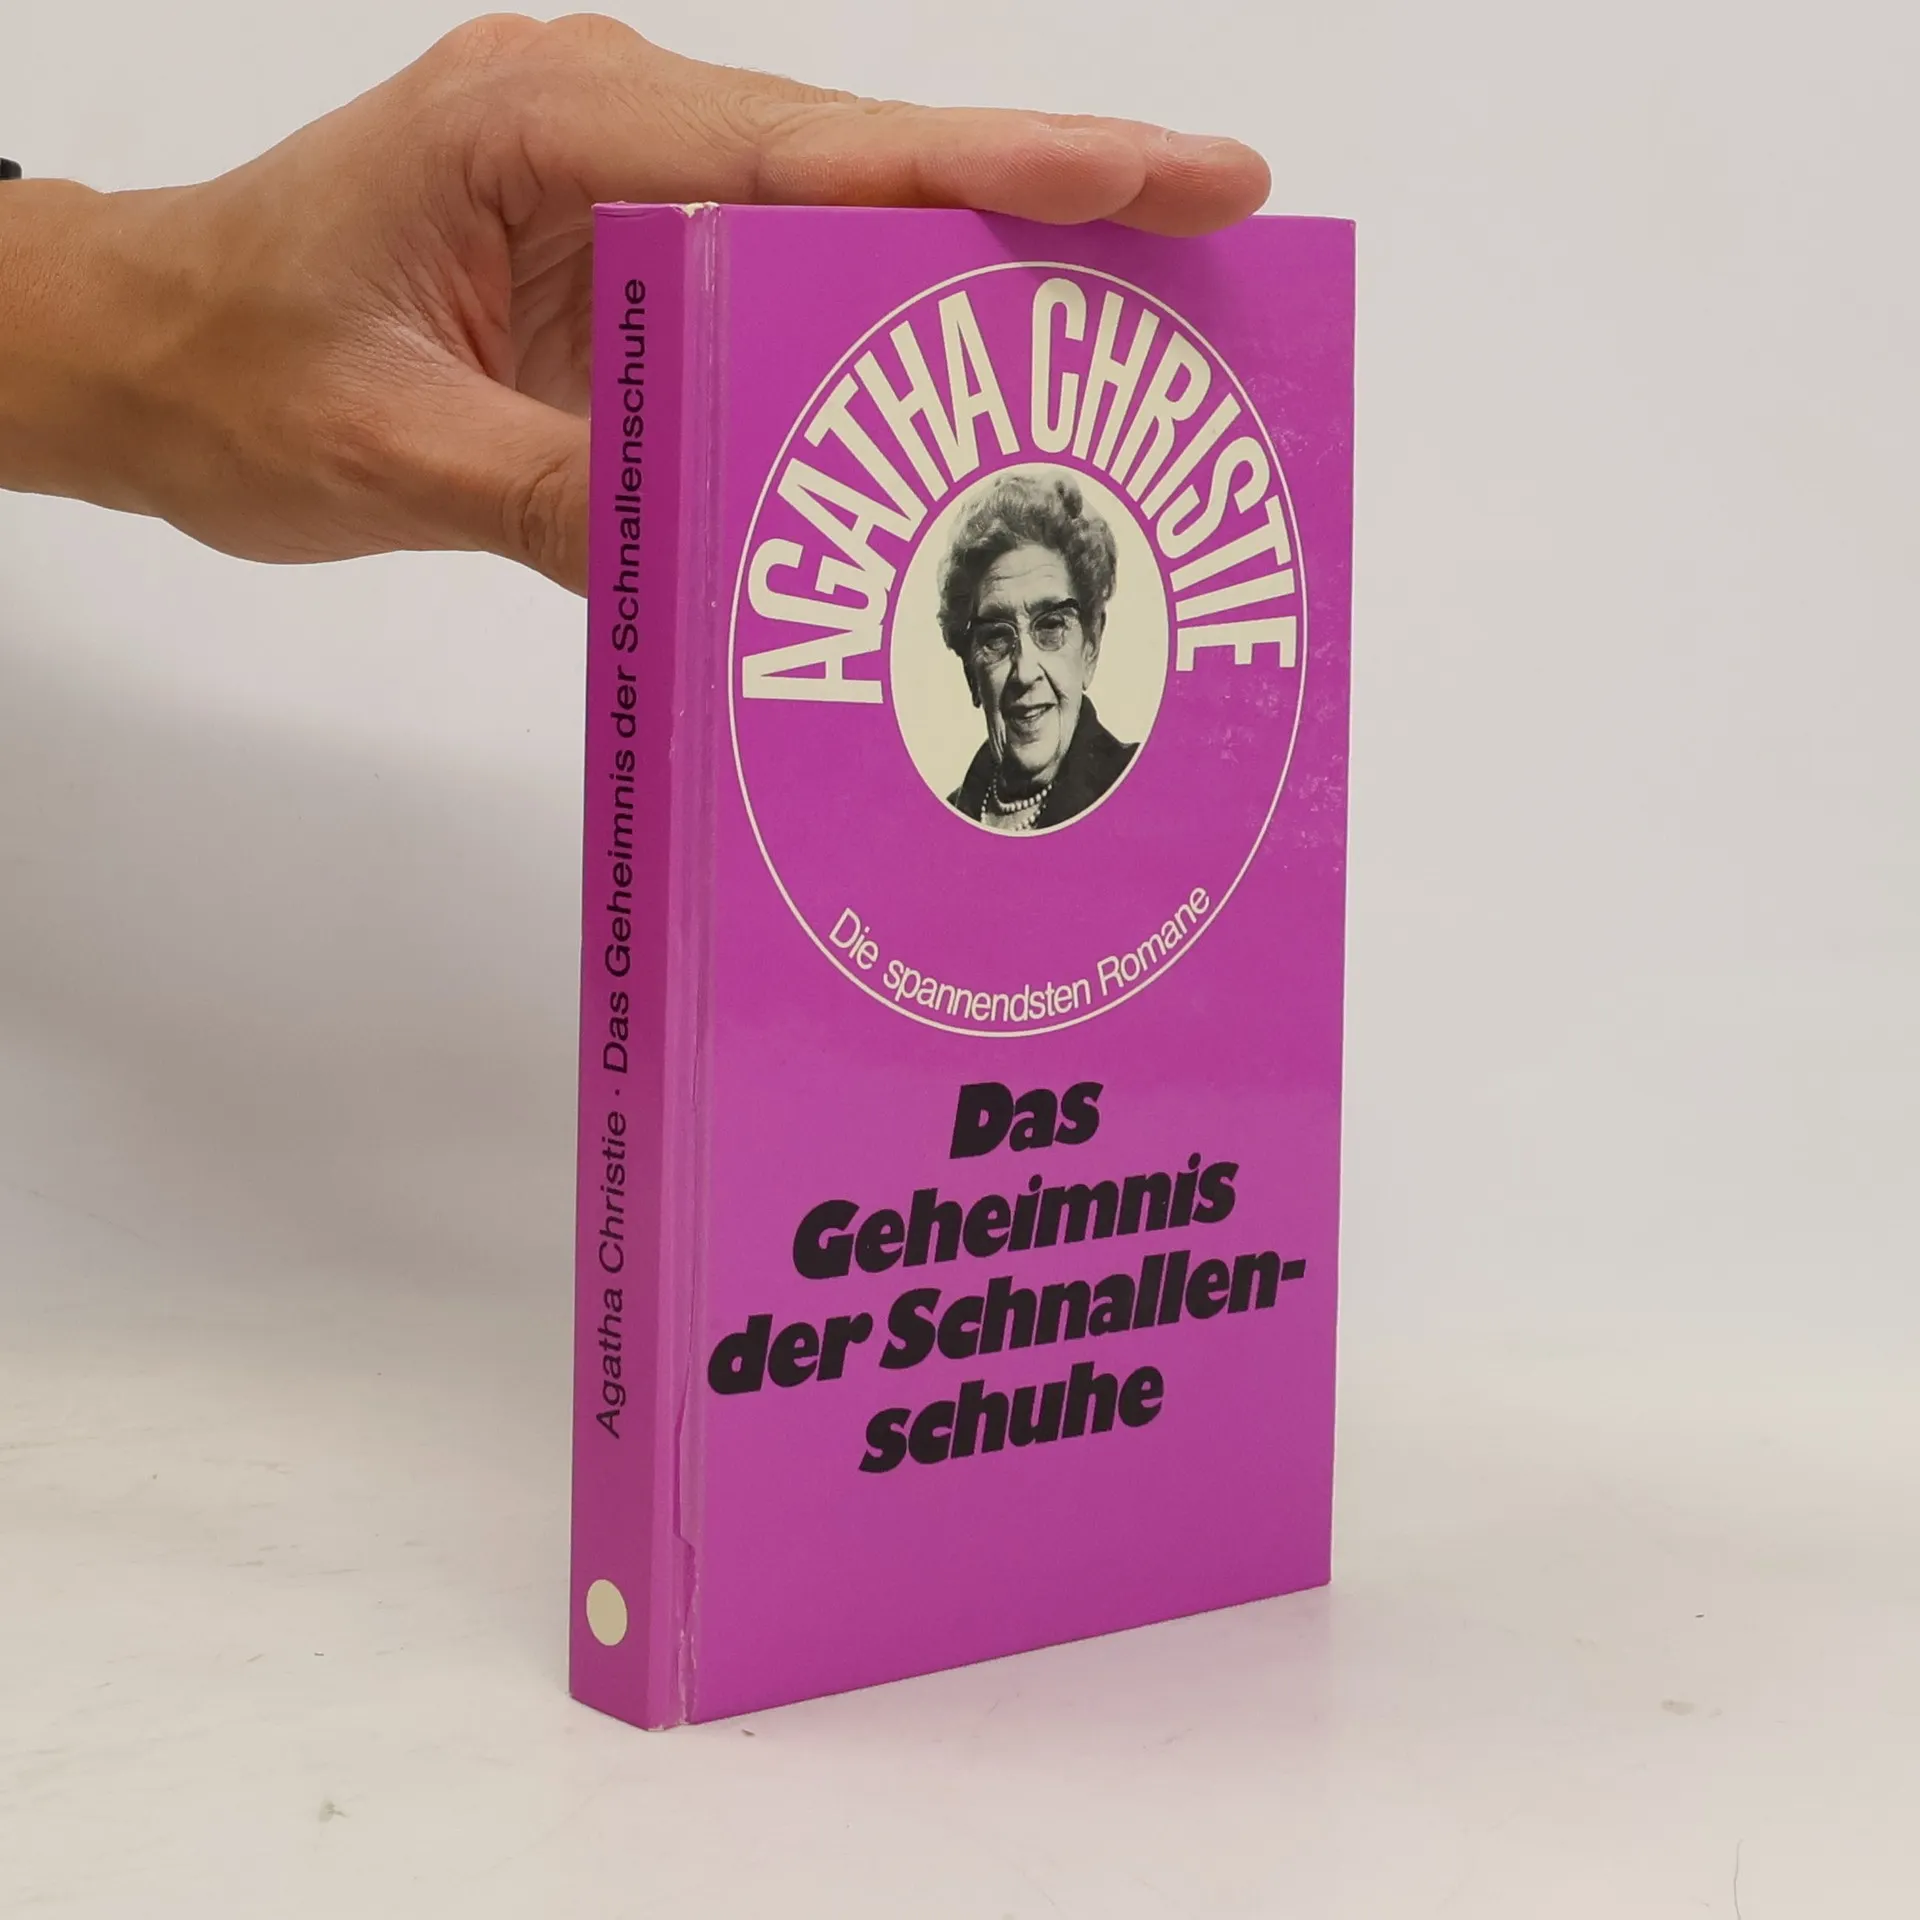 Agatha Christie · Das Geheimnis der Schnallenschuhe
AGATHA CHRISTIE
Die spannendsten Romane
Das
Geheimnis
der Schnallen-
schuhe